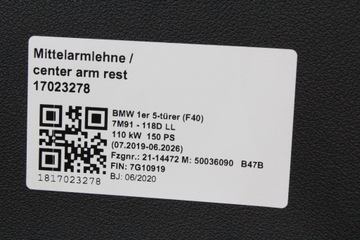 Mittelarmlehne /
center arm rest
17023278
BMW 1er 5-türer (F40)
7M91 - 118D LL
110 kW 150 PS
(07.2019-06.2026)
Fzgnr.: 21-14472 M: 50036090 B47B
FIN: 7G10919
BJ: 06/2020
1817023278